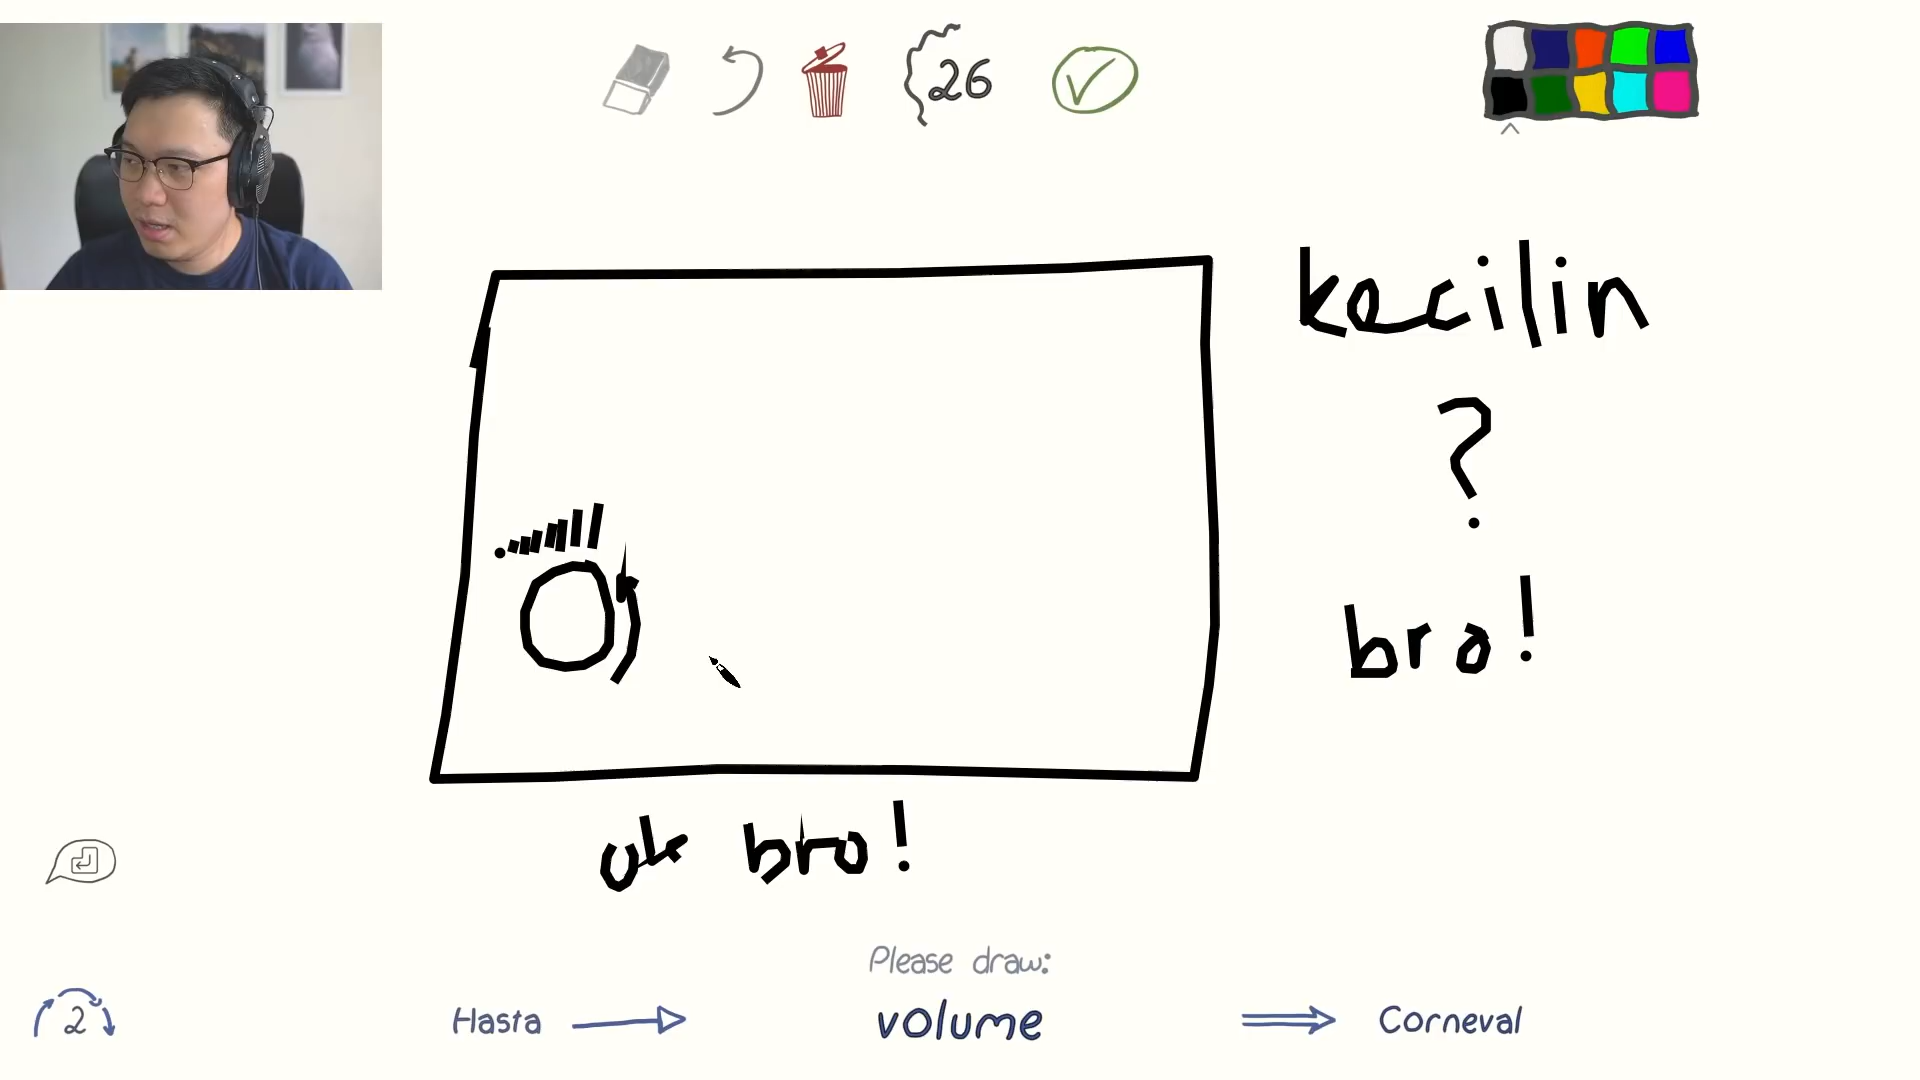 26
kecilin
?
bro!
ok bro!
Please draw:
2
Hasta
volume
Corneval